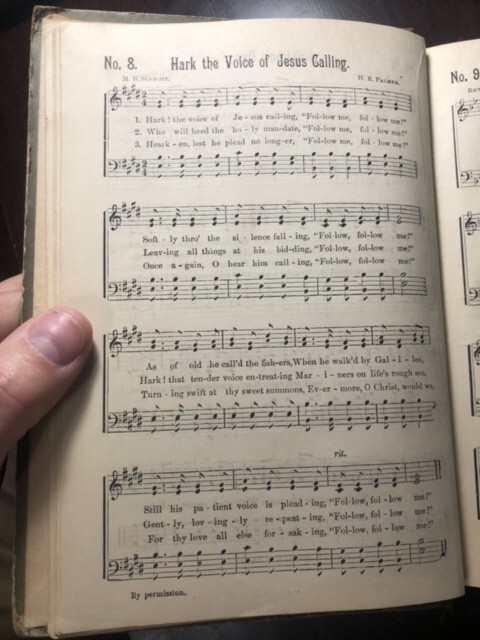 No. 8. Hark the Voice of Jesus Calling.
M. B. SLEIGHT. H. R. PALMER.
1. Hark! the voice of Je - sus call-ing, "Fol-low me, fol - low me!"
2. Who will heed the ho - ly man-date, "Fol-low me, fol - low me!"
3. Heark - en, lest he plead no long-er, "Fol-low me, fol - low me!"
Soft - ly thro' the si - lence fall - ing, "Fol-low, fol-low me!"
Leav-ing all things at his bid-ding, "Fol-low, fol-low me!"
Once a - gain, O hear him call - ing, "Fol-low, fol-low me!"
As of old he call'd the fish-ers, When he walk'd by Gal - i - lee,
Hark! that ten-der voice en-treat-ing Mar - i - ners on life's rough sea,
Turn - ing swift at thy sweet summons, Ev-er - more, O Christ, would we,
rit.
Still his pa - tient voice is plead - ing, "Fol-low, fol - low me!"
Gent - ly, lov - ing - ly re - peat - ing, "Fol-low, fol - low me!"
For thy love all else for - sak - ing, "Fol-low, fol - low me!"
By permission.
No. 9